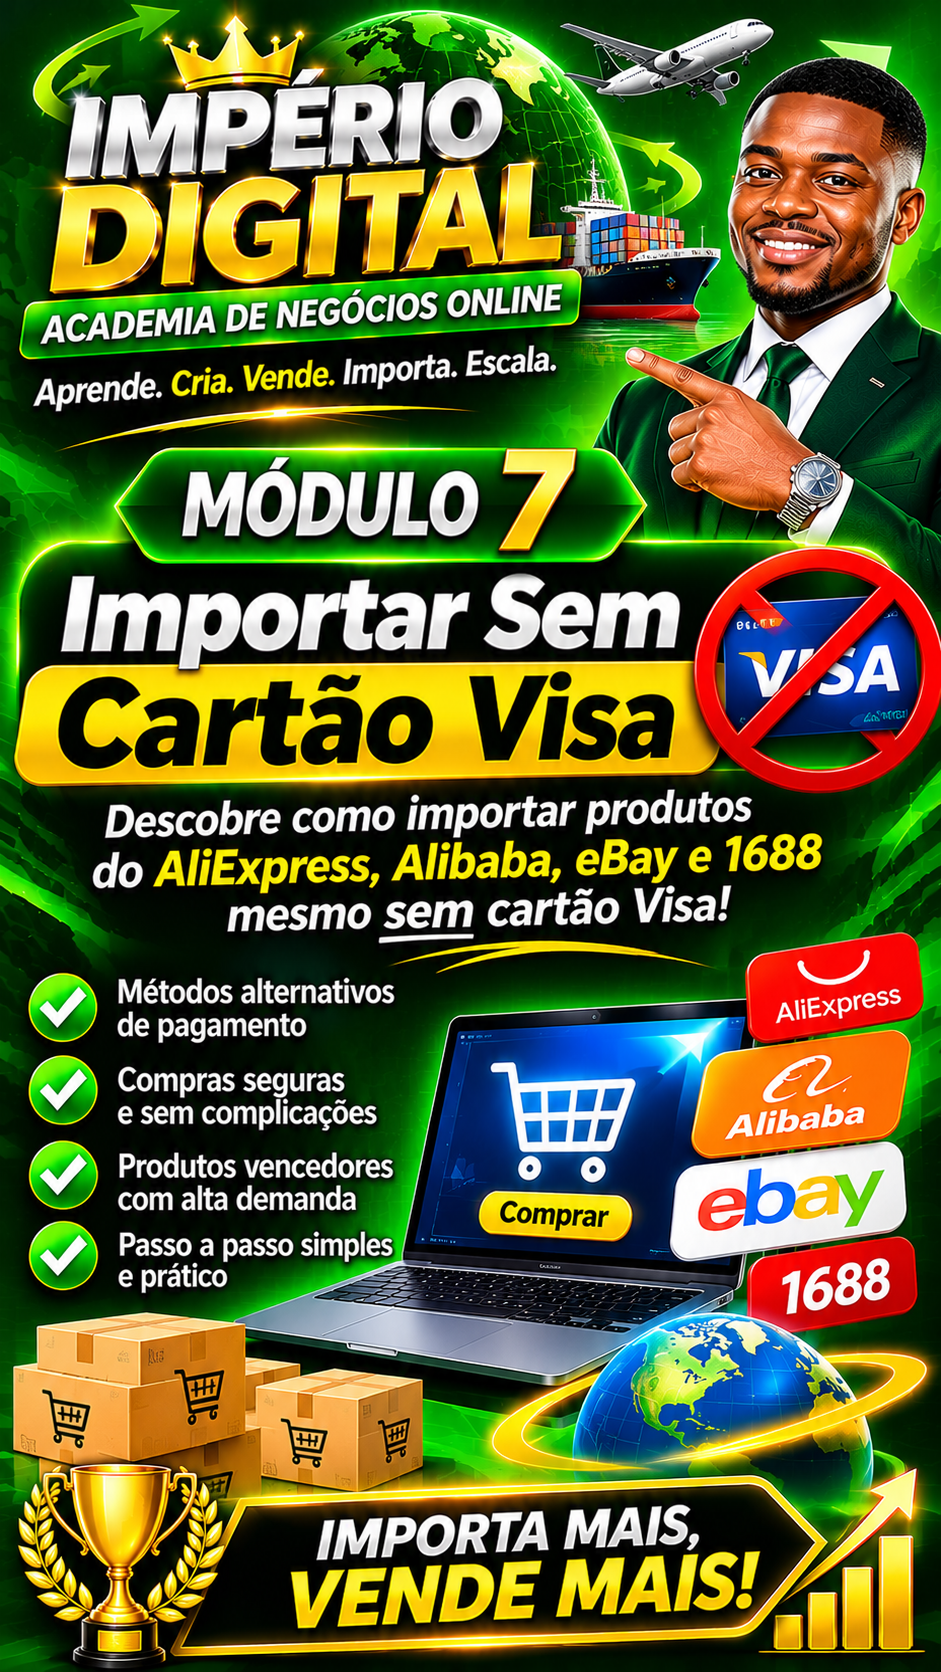 IMPÉRIO
DIGITAL
ACADEMIA DE NEGÓCIOS ONLINE
Aprende. Cria. Vende. Importa. Escala.
MÓDULO 7
Importar Sem
Cartão Visa
VISA
Descobre como importar produtos
do AliExpress, Alibaba, eBay e 1688
mesmo sem cartão Visa!
Métodos alternativos
de pagamento
Compras seguras
e sem complicações
Produtos vencedores
com alta demanda
Passo a passo simples
e prático
Comprar
AliExpress
Alibaba
ebay
1688
IMPORTA MAIS,
VENDE MAIS!